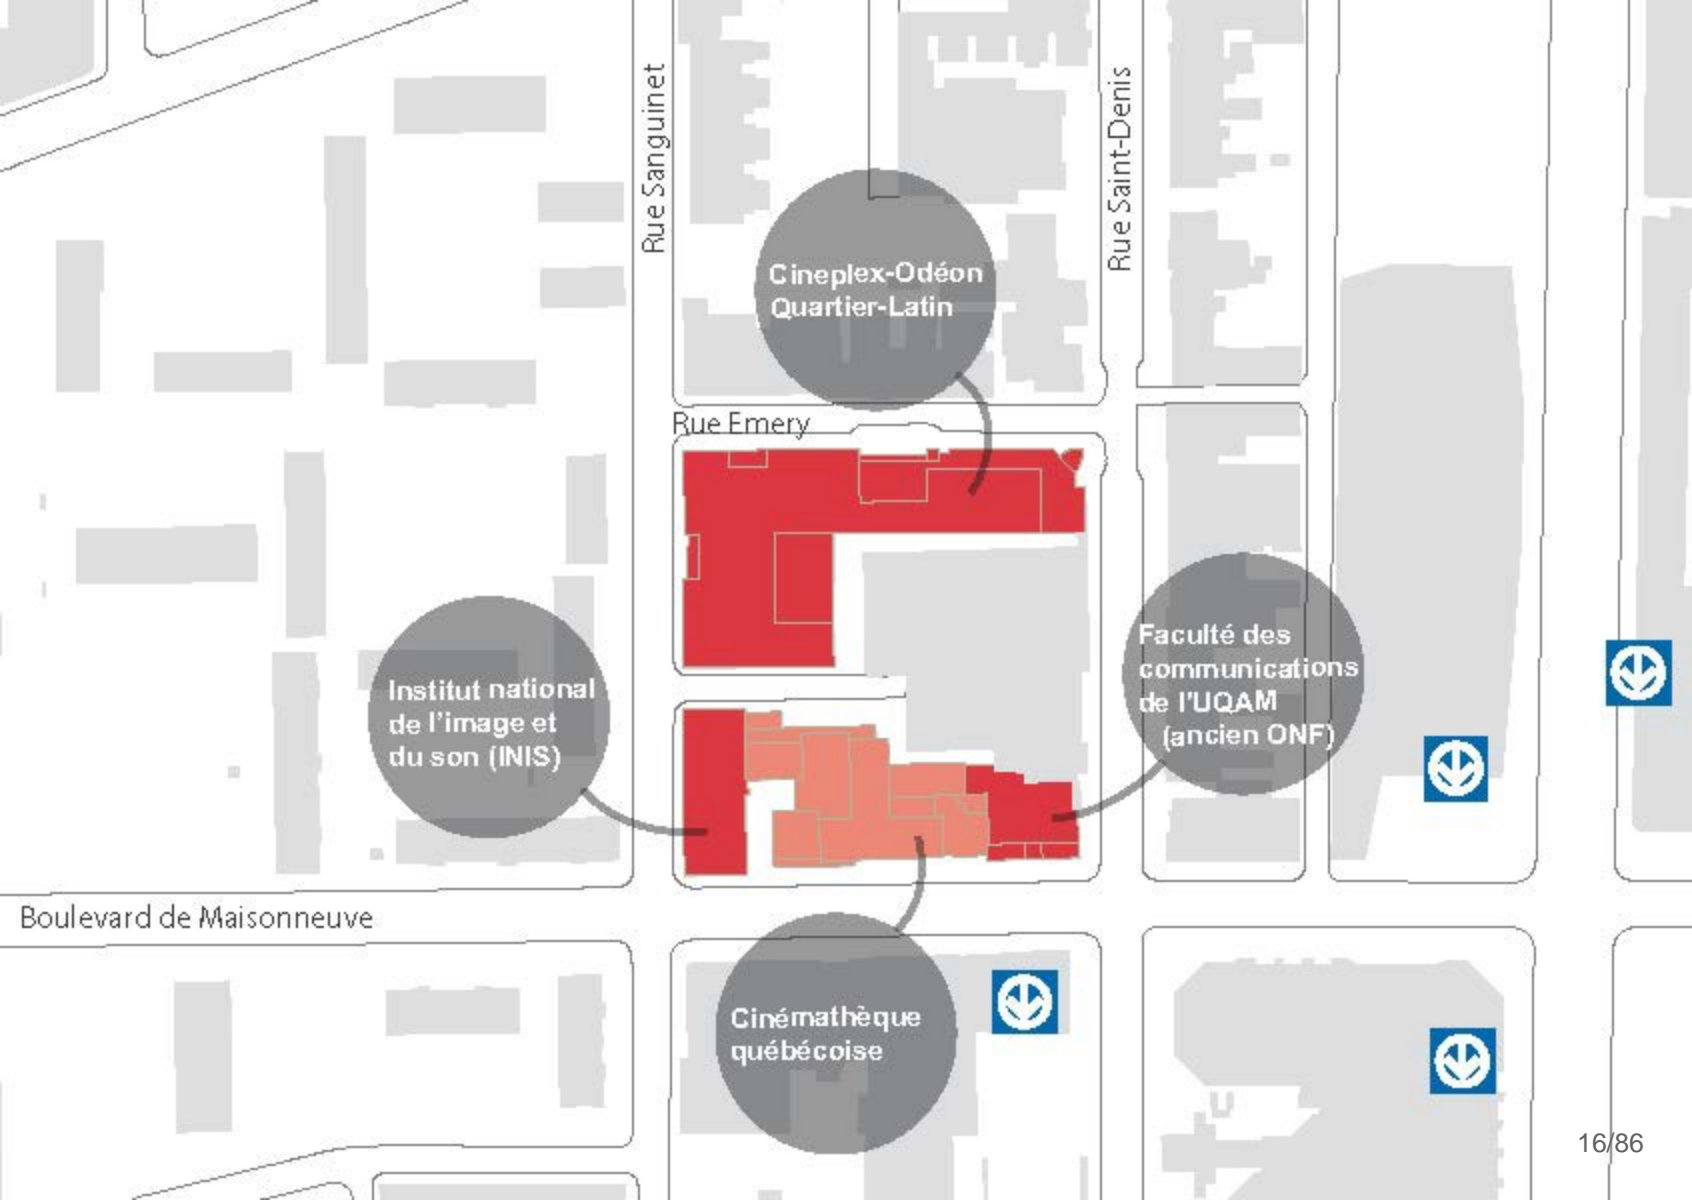 Rue Sanguinet
Rue Saint-Denis
Cineplex-Odéon
Quartier-Latin
Rue Emery
Institut national
de l'image et
du son (INIS)
Faculté des
communications
de l'UQAM
(ancien ONF)
Boulevard de Maisonneuve
Cinémathèque
québécoise
16/86